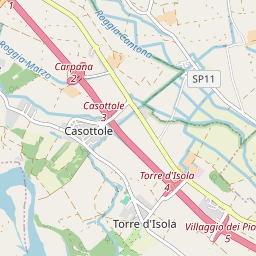 1
Roggia Cantona
Roggia Marzo
Carpana
2
SP11
Casottole
3
Casottole
Torre d'Isola
4
Torre d'Isola
Villaggio dei Pio
5